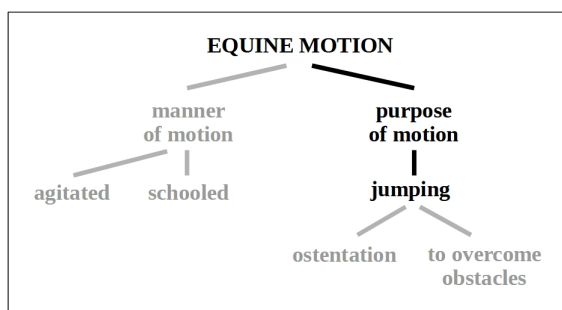 EQUINE MOTION
manner
of motion
purpose
of motion
agitated
schooled
jumping
ostentation
to overcome
obstacles